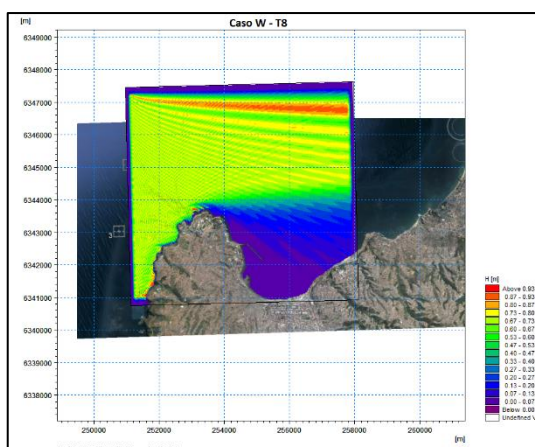 Caso W - T8
[m]
6349000
6348000
6347000
6346000
6345000
6344000
6343000
6342000
6341000
6340000
6339000
6338000
3
H [m]
Above 0.93
0.87 - 0.93
0.80 - 0.87
0.73 - 0.80
0.67 - 0.73
0.60 - 0.67
0.53 - 0.60
0.47 - 0.53
0.40 - 0.47
0.33 - 0.40
0.27 - 0.33
0.20 - 0.27
0.13 - 0.20
0.07 - 0.13
0.00 - 0.07
Below 0.00
Undefined V
250000 252000 254000 256000 258000 260000
[m]